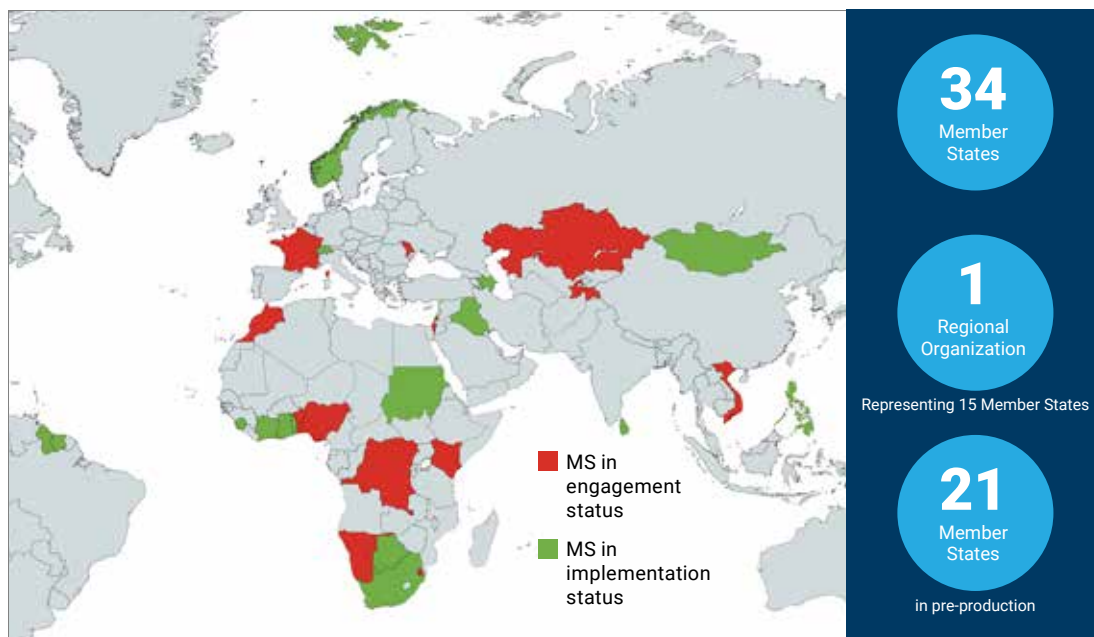 MS in
engagement
status
MS in
implementation
status
34
Member
States
1
Regional
Organization
Representing 15 Member States
21
Member
States
in pre-production